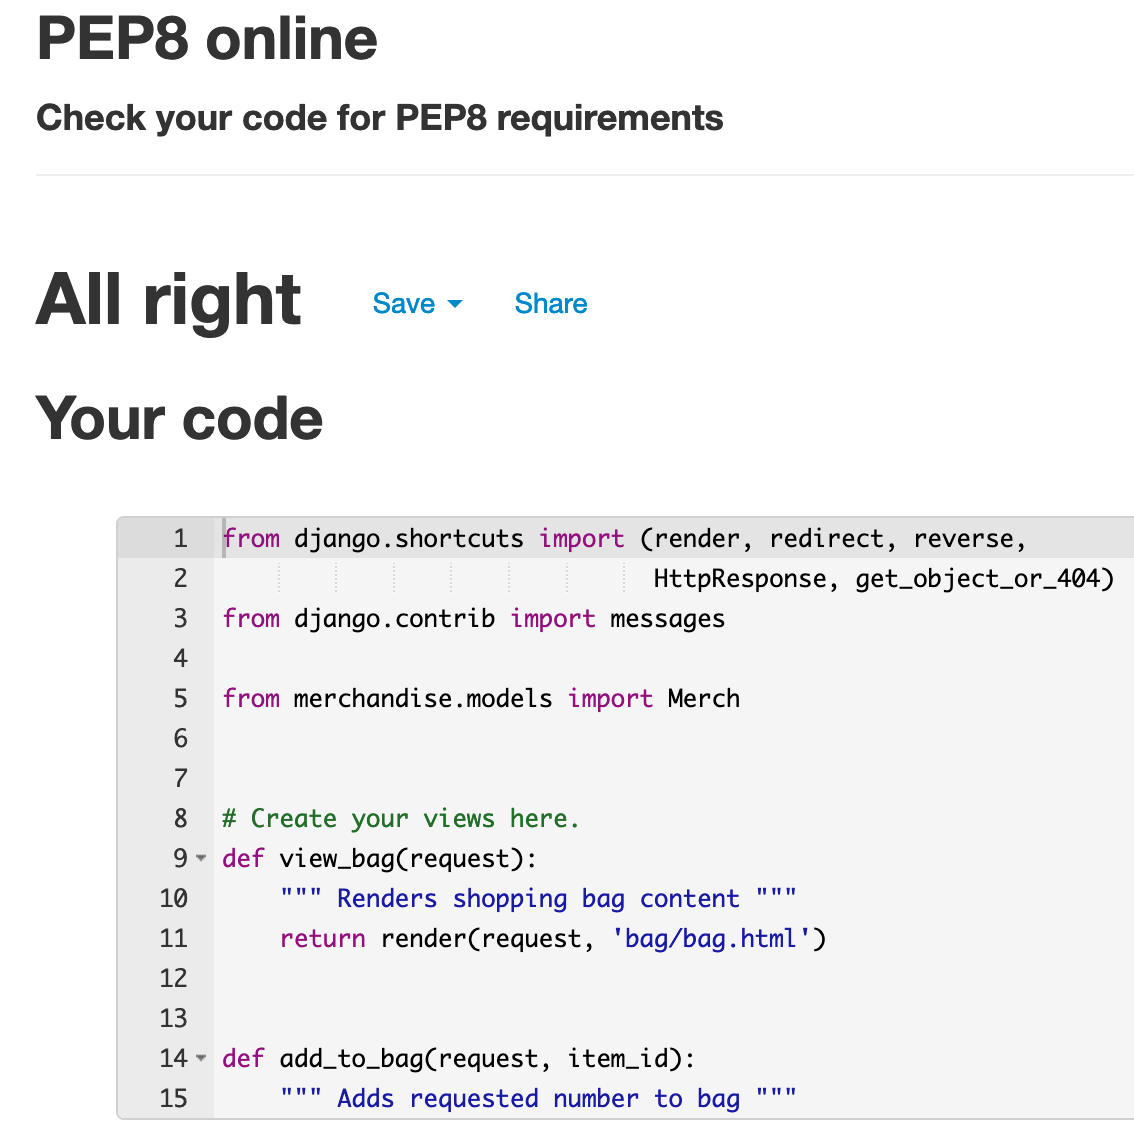 PEP8 online
Check your code for PEP8 requirements
All right Save Share
Your code
1 from django.shortcuts import (render, redirect, reverse,
2 HttpResponse, get_object_or_404)
3 from django.contrib import messages
4
5 from merchandise.models import Merch
6
7
8 # Create your views here.
9 def view_bag(request):
10 """ Renders shopping bag content """
11 return render(request, 'bag/bag.html')
12
13
14 def add_to_bag(request, item_id):
15 """ Adds requested number to bag """